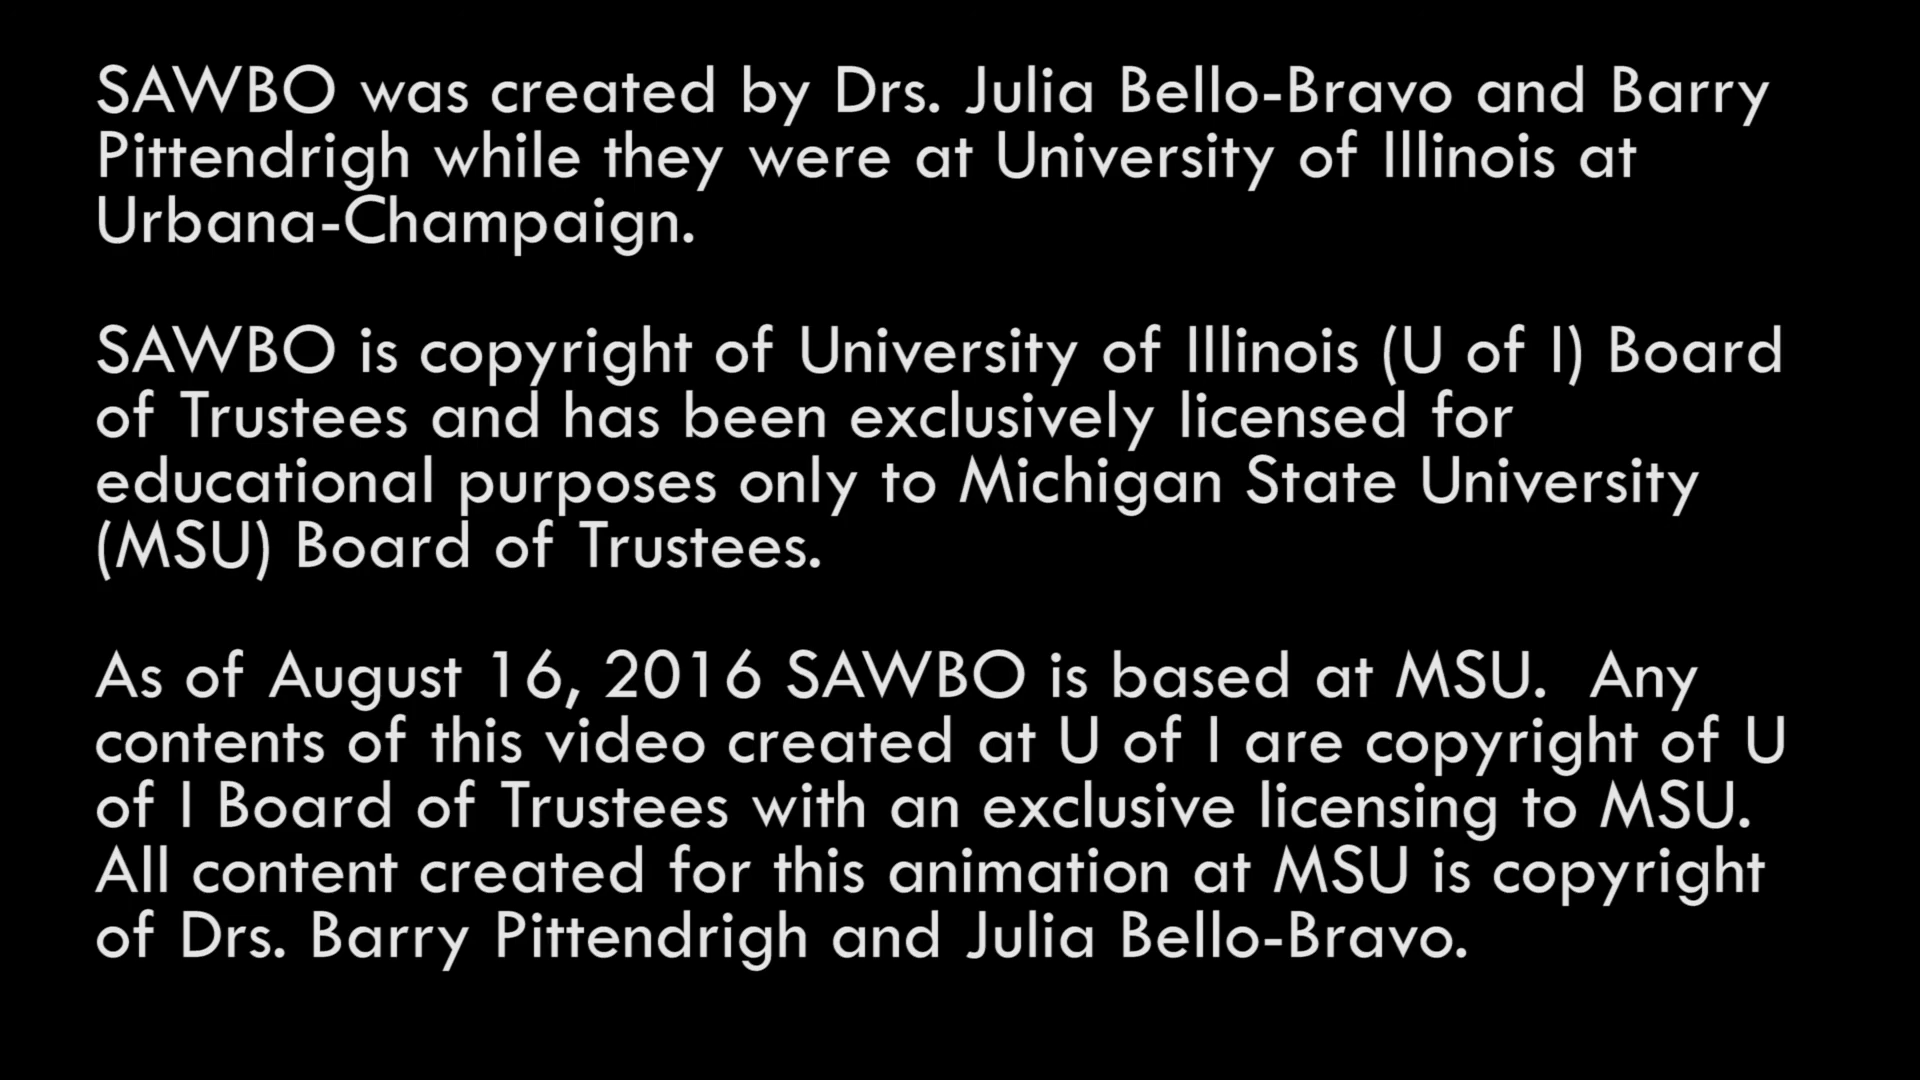 SAWBO was created by Drs. Julia Bello-Bravo and Barry
Pittendrigh while they were at University of Illinois at
Urbana-Champaign.
SAWBO is copyright of University of Illinois (U of I) Board
of Trustees and has been exclusively licensed for
educational purposes only to Michigan State University
(MSU) Board of Trustees.
As of August 16, 2016 SAWBO is based at MSU.  Any
contents of this video created at U of I are copyright of U
of I Board of Trustees with an exclusive licensing to MSU.
All content created for this animation at MSU is copyright
of Drs. Barry Pittendrigh and Julia Bello-Bravo.